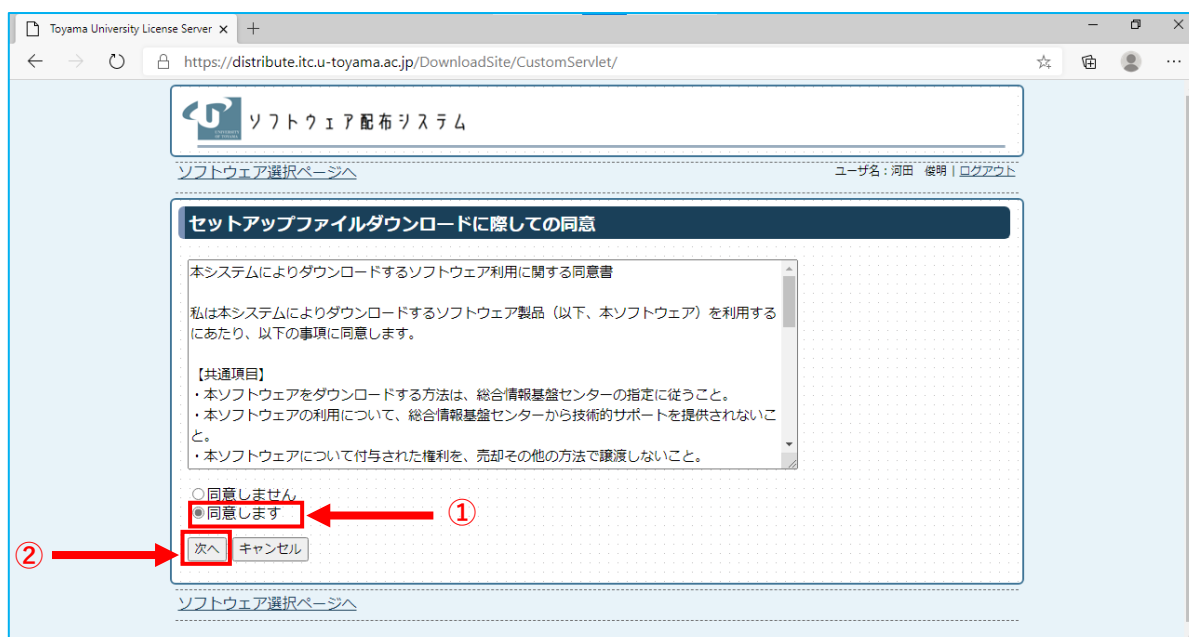 Toyama University License Server
https://distribute.itc.u-toyama.ac.jp/DownloadSite/CustomServlet/
ソフトウェア配布システム
ソフトウェア選択ページへ
ユーザ名：河田　俊明 | ログアウト
セットアップファイルダウンロードに際しての同意
本システムによりダウンロードするソフトウェア利用に関する同意書
私は本システムによりダウンロードするソフトウェア製品（以下、本ソフトウェア）を利用する
にあたり、以下の事項に同意します。
【共通項目】
・本ソフトウェアをダウンロードする方法は、総合情報基盤センターの指定に従うこと。
・本ソフトウェアの利用について、総合情報基盤センターから技術的サポートを提供されないこ
と。
・本ソフトウェアについて付与された権利を、売却その他の方法で譲渡しないこと。
同意しません
同意します
①
②
次へ
キャンセル
ソフトウェア選択ページへ